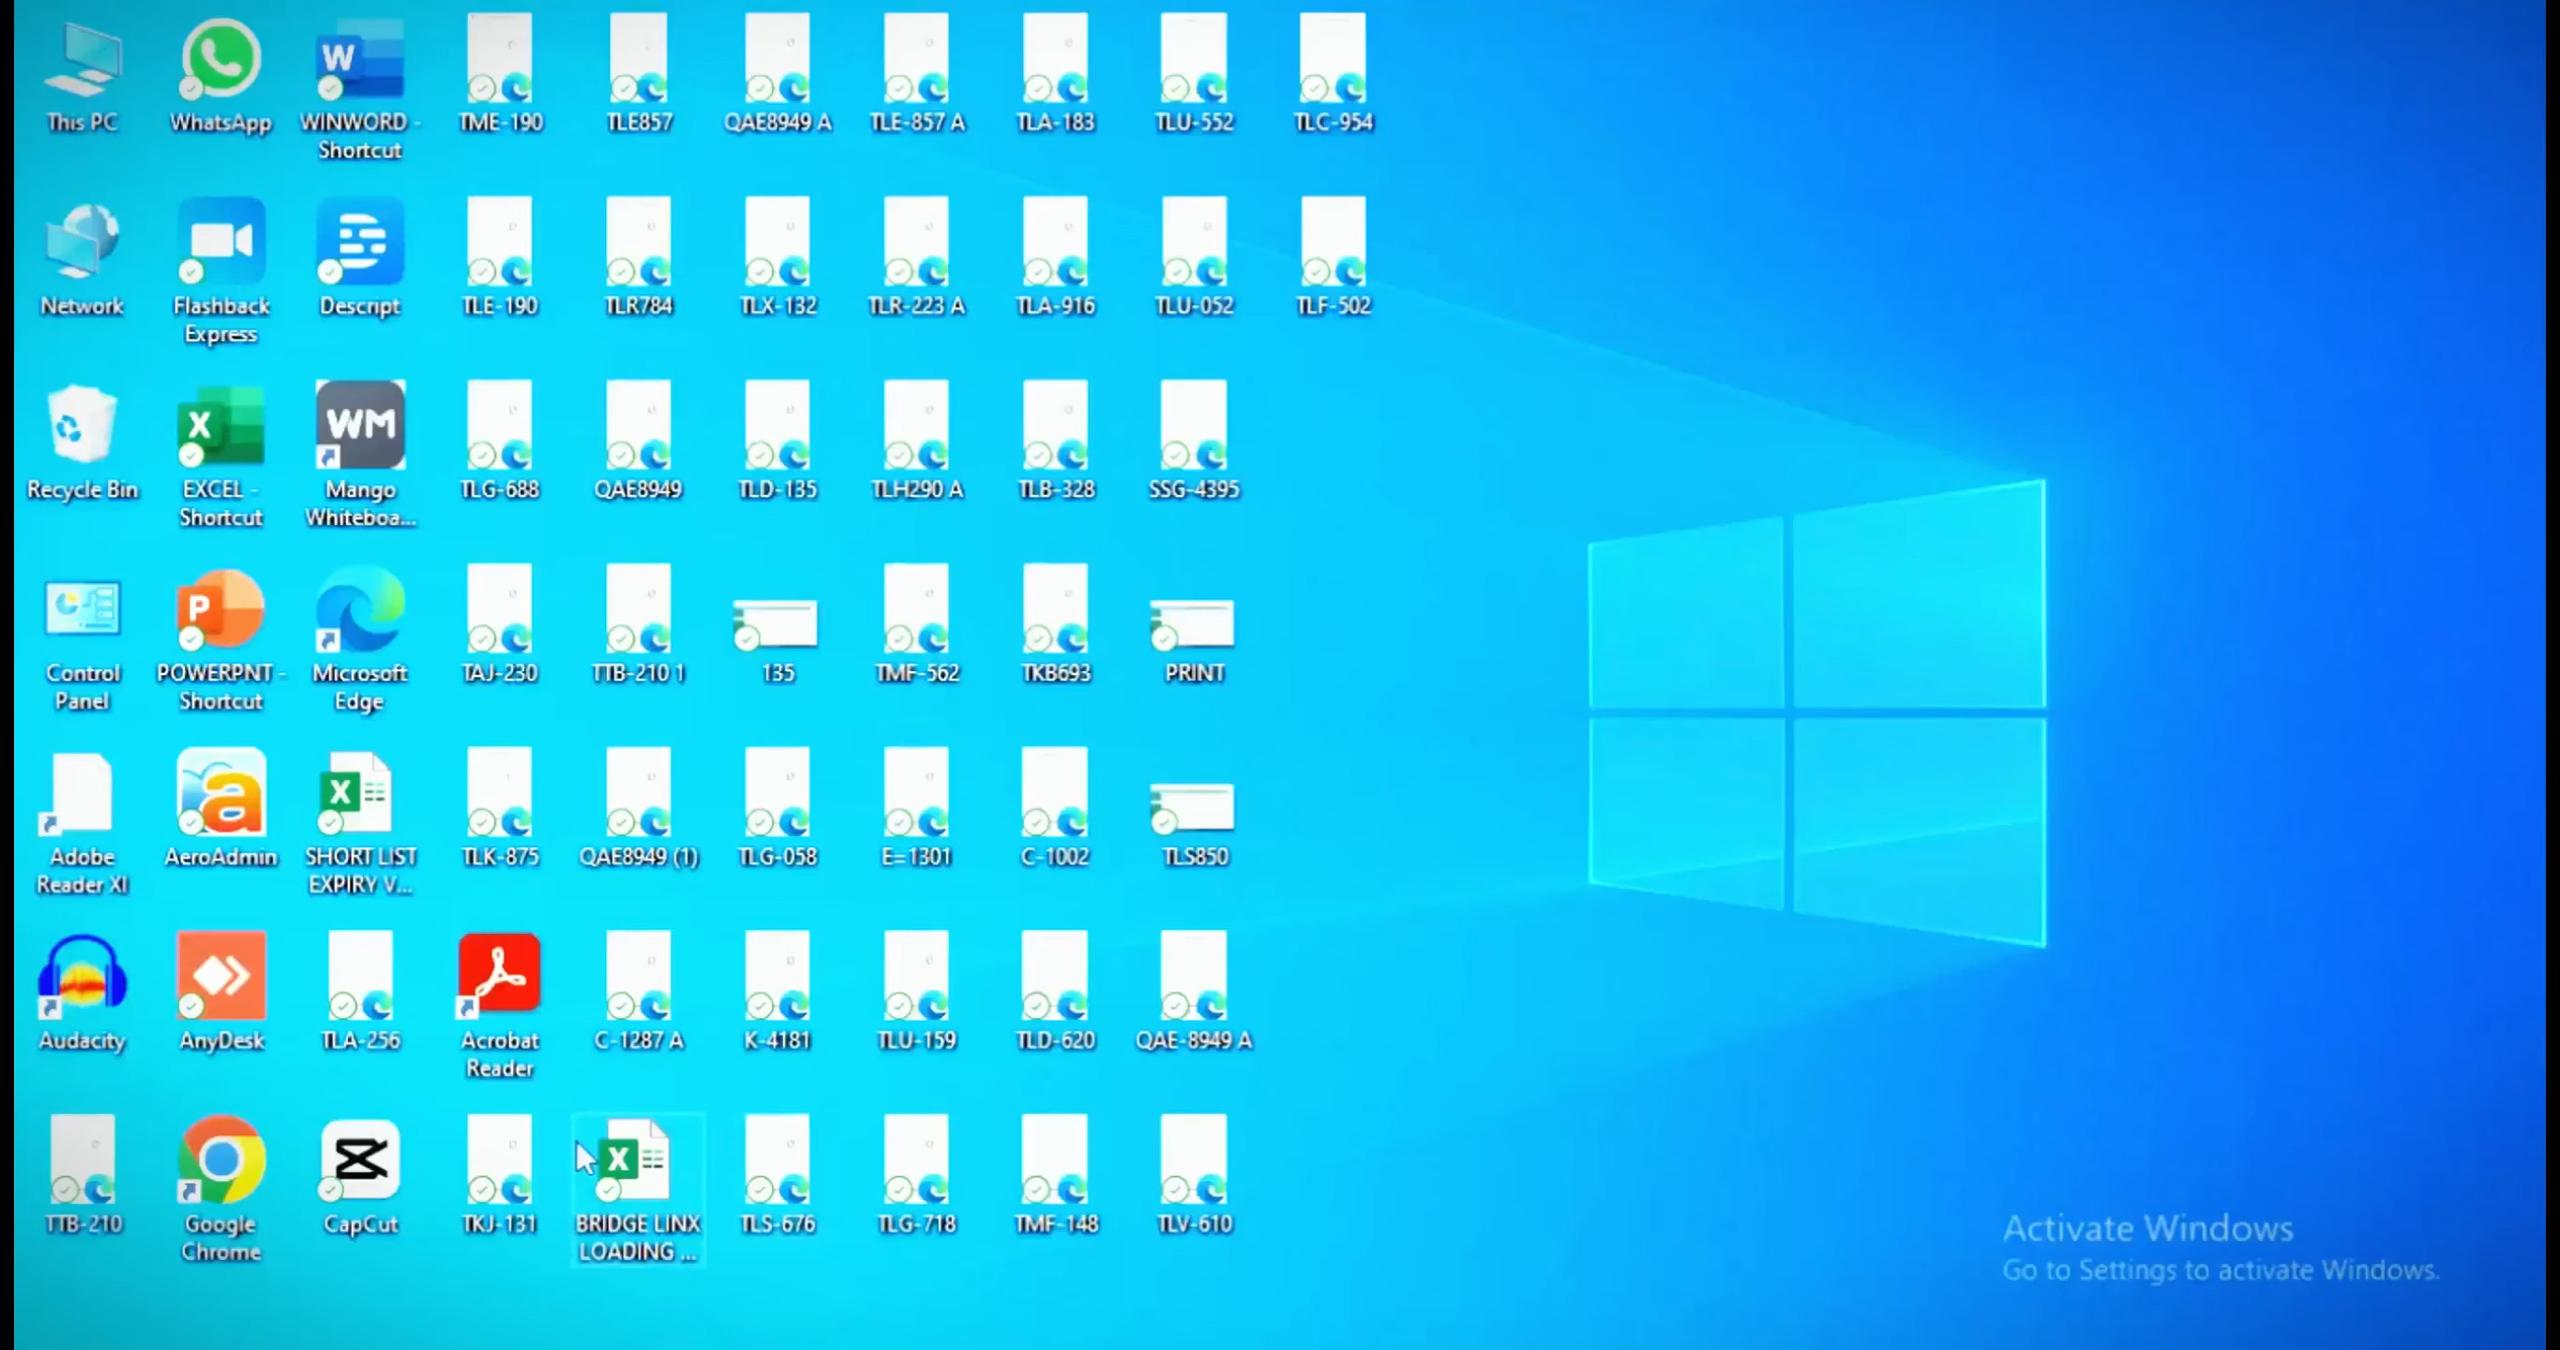 This PC
WhatsApp
WINWORD -
Shortcut
TME-190
TLE857
QAE8949 A
TLE-857 A
TLA-183
TLU-552
TLC-954
Network
Flashback
Express
Descript
TLE-190
TLR784
TLX-132
TLR-223 A
TLA-916
TLU-052
TLF-502
Recycle Bin
EXCEL -
Shortcut
WM
Mango
Whiteboa...
TLG-688
QAE8949
TLD-135
TLH290 A
TLB-328
SSG-4395
Control
Panel
POWERPNT -
Shortcut
Microsoft
Edge
TAJ-230
TTB-210 1
135
TMF-562
TKB693
PRINT
Adobe
Reader XI
AeroAdmin
SHORT LIST
EXPIRY V...
TLK-875
QAE8949 (1)
TLG-058
E=1301
C-1002
TLS850
Audacity
AnyDesk
TLA-256
Acrobat
Reader
C-1287 A
K-4181
TLU-159
TLD-620
QAE-8949 A
TTB-210
Google
Chrome
CapCut
TKJ-131
BRIDGE LINX
LOADING ...
TLS-676
TLG-718
TMF-148
TLV-610
Activate Windows
Go to Settings to activate Windows.